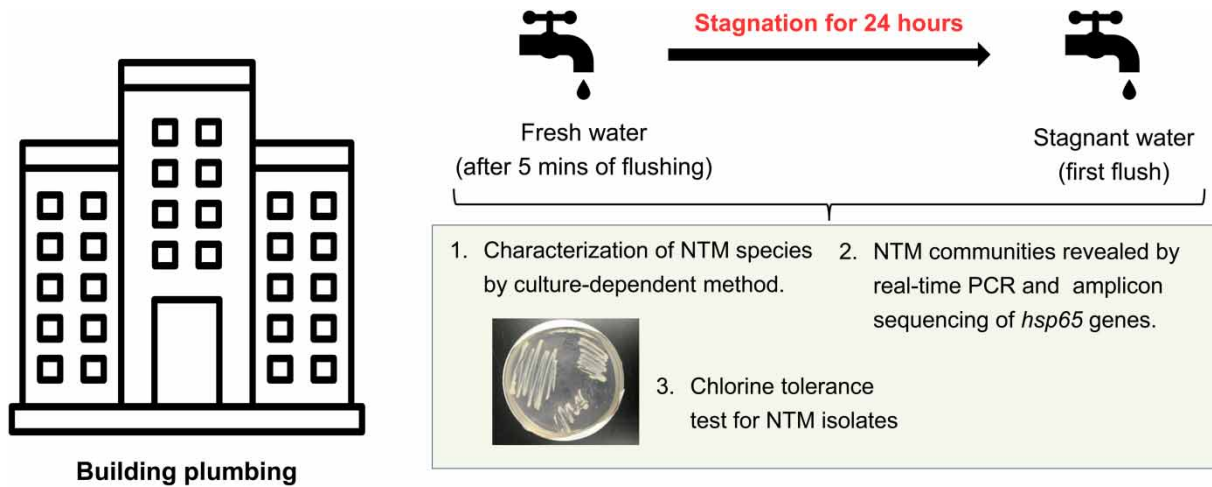 Stagnation for 24 hours
Fresh water
(after 5 mins of flushing)
Stagnant water
(first flush)
1. Characterization of NTM species
by culture-dependent method.
2. NTM communities revealed by
real-time PCR and amplicon
sequencing of hsp65 genes.
3. Chlorine tolerance
test for NTM isolates
Building plumbing